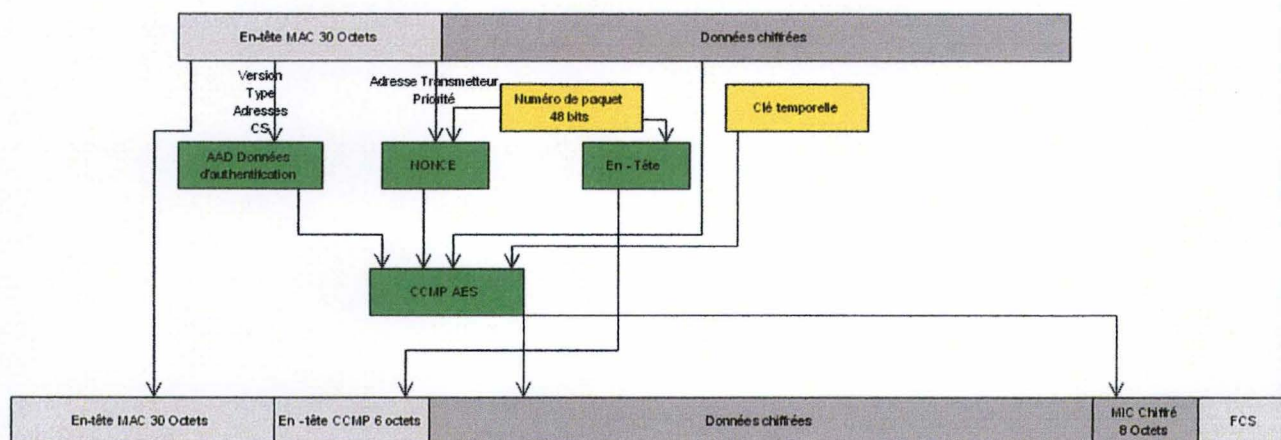 En-tête MAC 30 Octets
Données chiffrées
Version
Type
Adresses
CS
Adresse Transmetteur
Priorité
Numéro de paquet
48 bits
Clé temporelle
AAD Données
d'authentifcation
NONCE
En - Tête
CCMP AES
En-tête MAC 30 Octets
En -tête CCMP 6 octets
Données chiffrées
MIC Chiffré
8 Octets
FCS